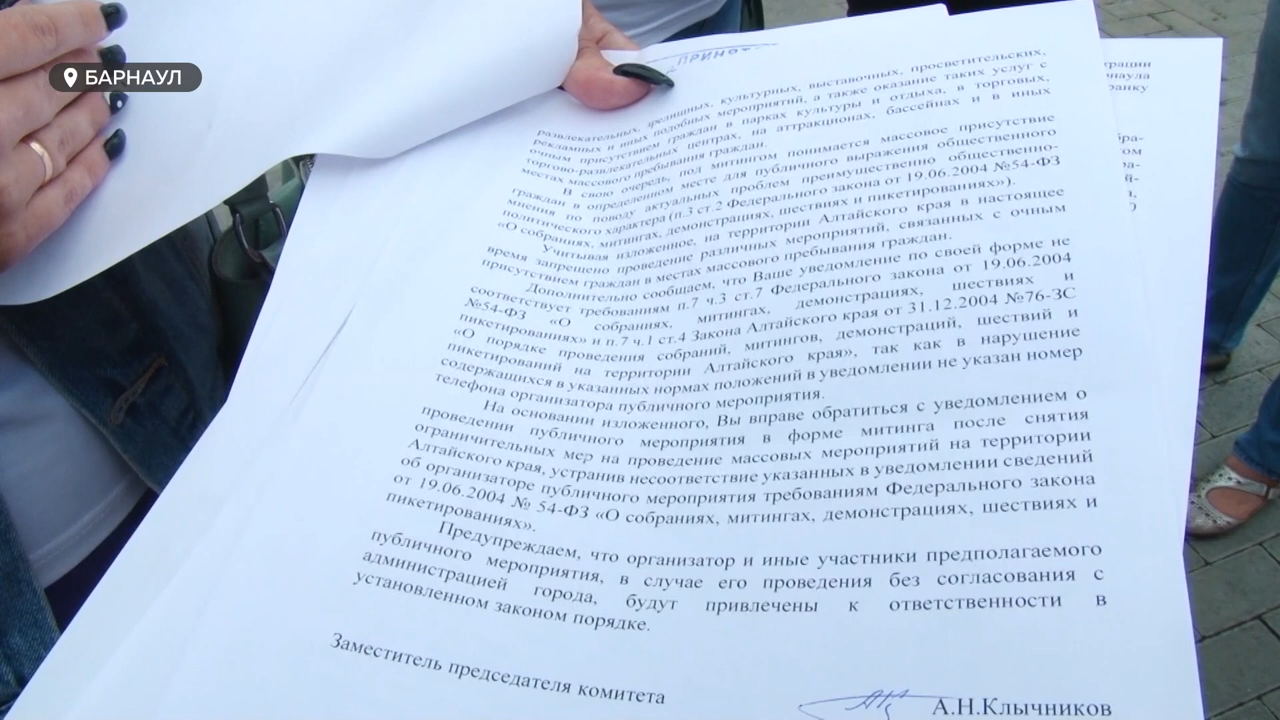 БАРНАУЛ
развлекательных, зрелищных, культурных, выставочных, просветительских,
рекламных и иных подобных мероприятий, а также оказание таких услуг с
очным присутствием граждан в парках культуры и отдыха, в торговых,
торгово-развлекательных центрах, на аттракционах, бассейнах и в иных
местах массового пребывания граждан.
В свою очередь, под митингом понимается массовое присутствие
граждан в определенном месте для публичного выражения общественного
мнения по поводу актуальных проблем преимущественно общественно-
политического характера (п.3 ст.2 Федерального закона от 19.06.2004 №54-ФЗ
«О собраниях, митингах, демонстрациях, шествиях и пикетированиях»).
Учитывая изложенное, на территории Алтайского края в настоящее
время запрещено проведение различных мероприятий, связанных с очным
присутствием граждан в местах массового пребывания граждан.
Дополнительно сообщаем, что Ваше уведомление по своей форме не
соответствует требованиям п.7 ч.3 ст.7 Федерального закона от 19.06.2004
№54-ФЗ «О собраниях, митингах, демонстрациях, шествиях и
пикетированиях» и п.7 ч.1 ст.4 Закона Алтайского края от 31.12.2004 №76-ЗС
«О порядке проведения собраний, митингов, демонстраций, шествий и
пикетирований на территории Алтайского края», так как в нарушение
содержащихся в указанных нормах положений в уведомлении не указан номер
телефона организатора публичного мероприятия.
На основании изложенного, Вы вправе обратиться с уведомлением о
проведении публичного мероприятия в форме митинга после снятия
ограничительных мер на проведение массовых мероприятий на территории
Алтайского края, устранив несоответствие указанных в уведомлении сведений
об организаторе публичного мероприятия требованиям Федерального закона
от 19.06.2004 № 54-ФЗ «О собраниях, митингах, демонстрациях, шествиях и
пикетированиях».
Предупреждаем, что организатор и иные участники предполагаемого
публичного мероприятия, в случае его проведения без согласования с
администрацией города, будут привлечены к ответственности в
установленном законом порядке.
Заместитель председателя комитета
А.Н.Клычников